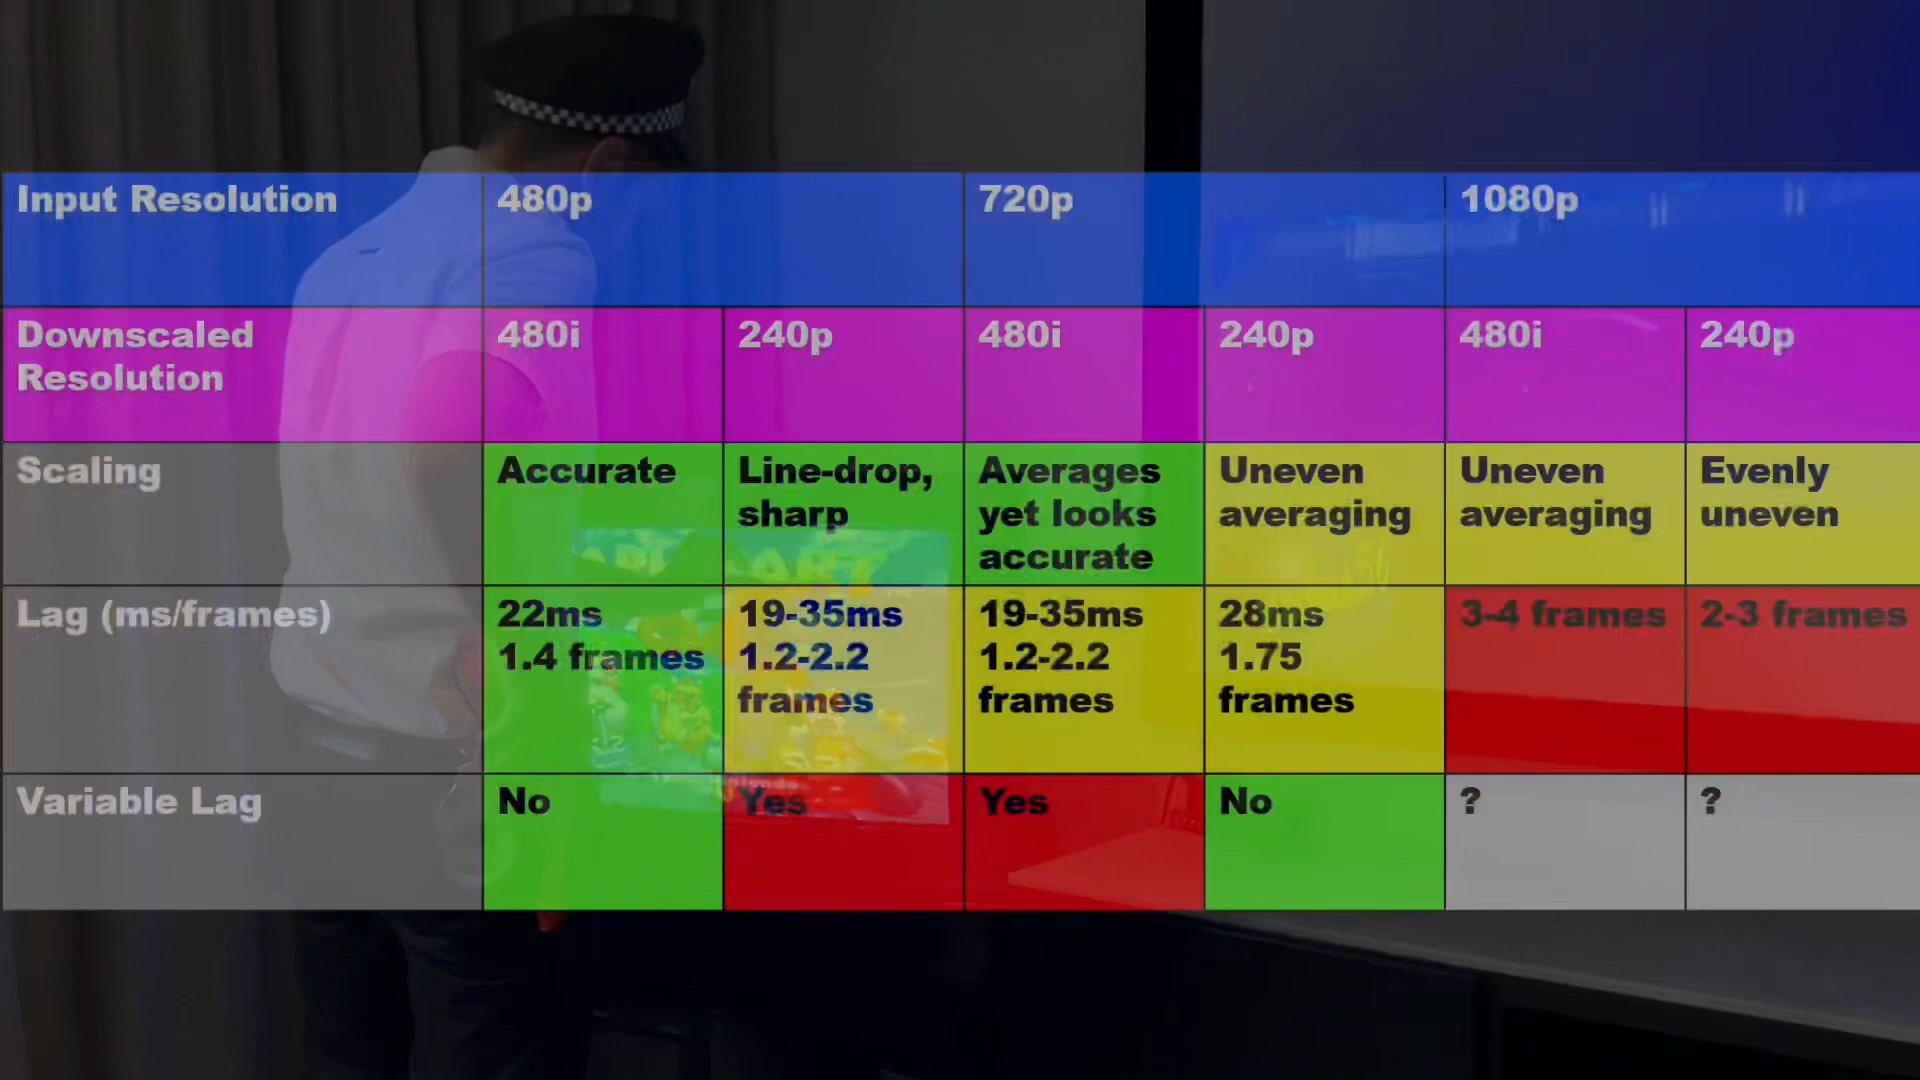 Input Resolution
480p
720p
1080p
Downscaled
Resolution
480i
240p
480i
240p
480i
240p
Scaling
Accurate
Line-drop,
sharp
Averages
yet looks
accurate
Uneven
averaging
Uneven
averaging
Evenly
uneven
Lag (ms/frames)
22ms
1.4 frames
19-35ms
1.2-2.2
frames
19-35ms
1.2-2.2
frames
28ms
1.75
frames
3-4 frames
2-3 frames
Variable Lag
No
Yes
Yes
No
?
?